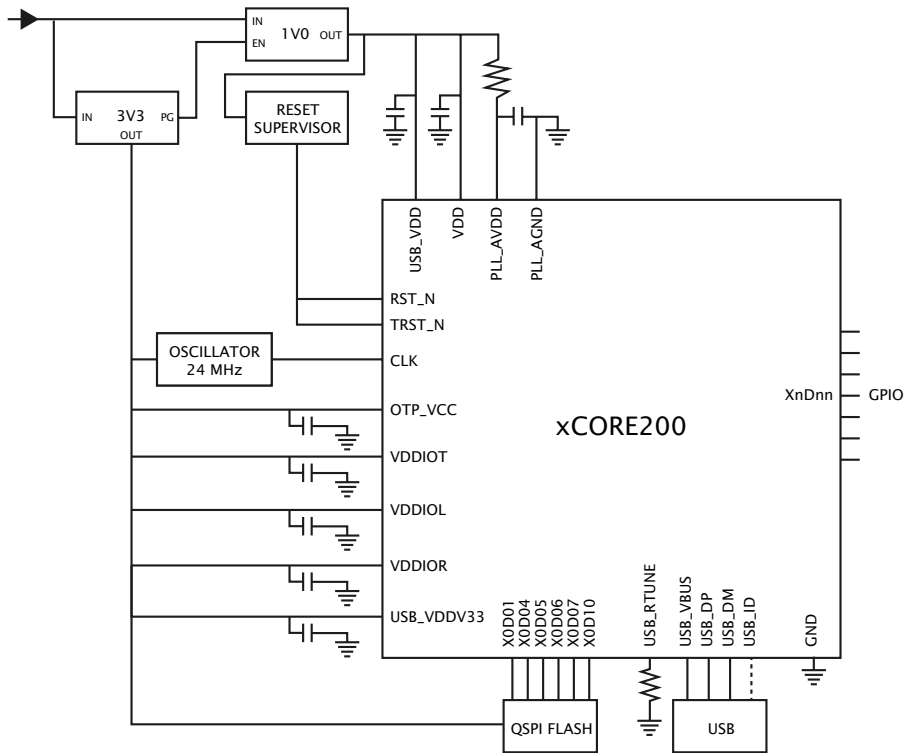 IN
EN
1V0
OUT
IN
3V3
PG
OUT
RESET
SUPERVISOR
USB_VDD
VDD
PLL_AVDD
PLL_AGND
RST_N
TRST_N
OSCILLATOR
24 MHz
CLK
XnDnn
GPIO
OTP_VCC
xCORE200
VDDIOT
VDDIOL
VDDIOR
USB_VDDV33
X0D01
X0D04
X0D05
X0D06
X0D07
X0D10
USB_RTUNE
USB_VBUS
USB_DP
USB_DM
USB_ID
GND
QSPI FLASH
USB